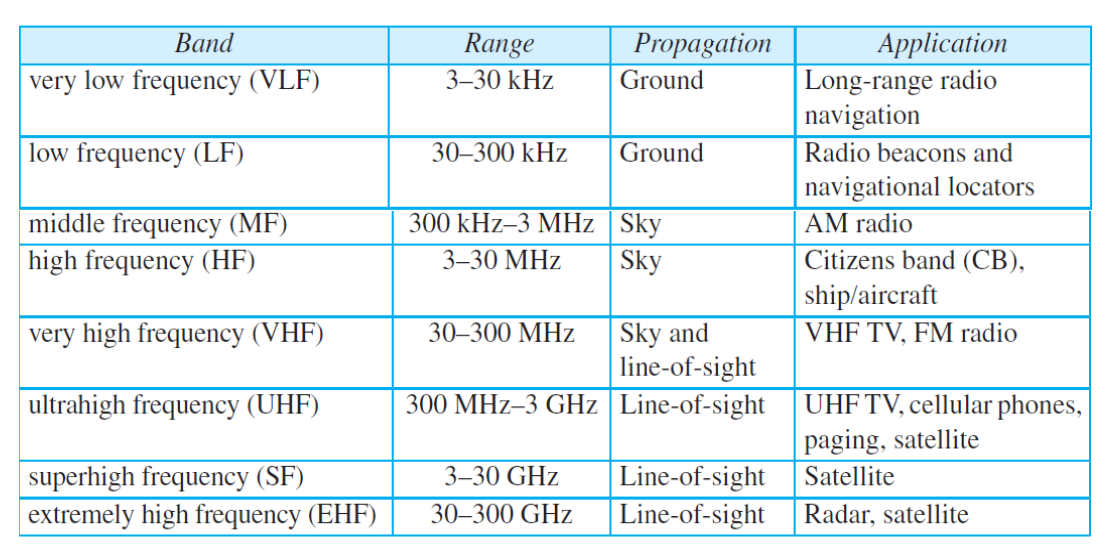 Band Range Propagation Application
very low frequency (VLF) 3–30 kHz Ground Long-range radio
navigation
low frequency (LF) 30–300 kHz Ground Radio beacons and
navigational locators
middle frequency (MF) 300 kHz–3 MHz Sky AM radio
high frequency (HF) 3–30 MHz Sky Citizens band (CB),
ship/aircraft
very high frequency (VHF) 30–300 MHz Sky and VHF TV, FM radio
line-of-sight
ultrahigh frequency (UHF) 300 MHz–3 GHz Line-of-sight UHF TV, cellular phones,
paging, satellite
superhigh frequency (SF) 3–30 GHz Line-of-sight Satellite
extremely high frequency (EHF) 30–300 GHz Line-of-sight Radar, satellite